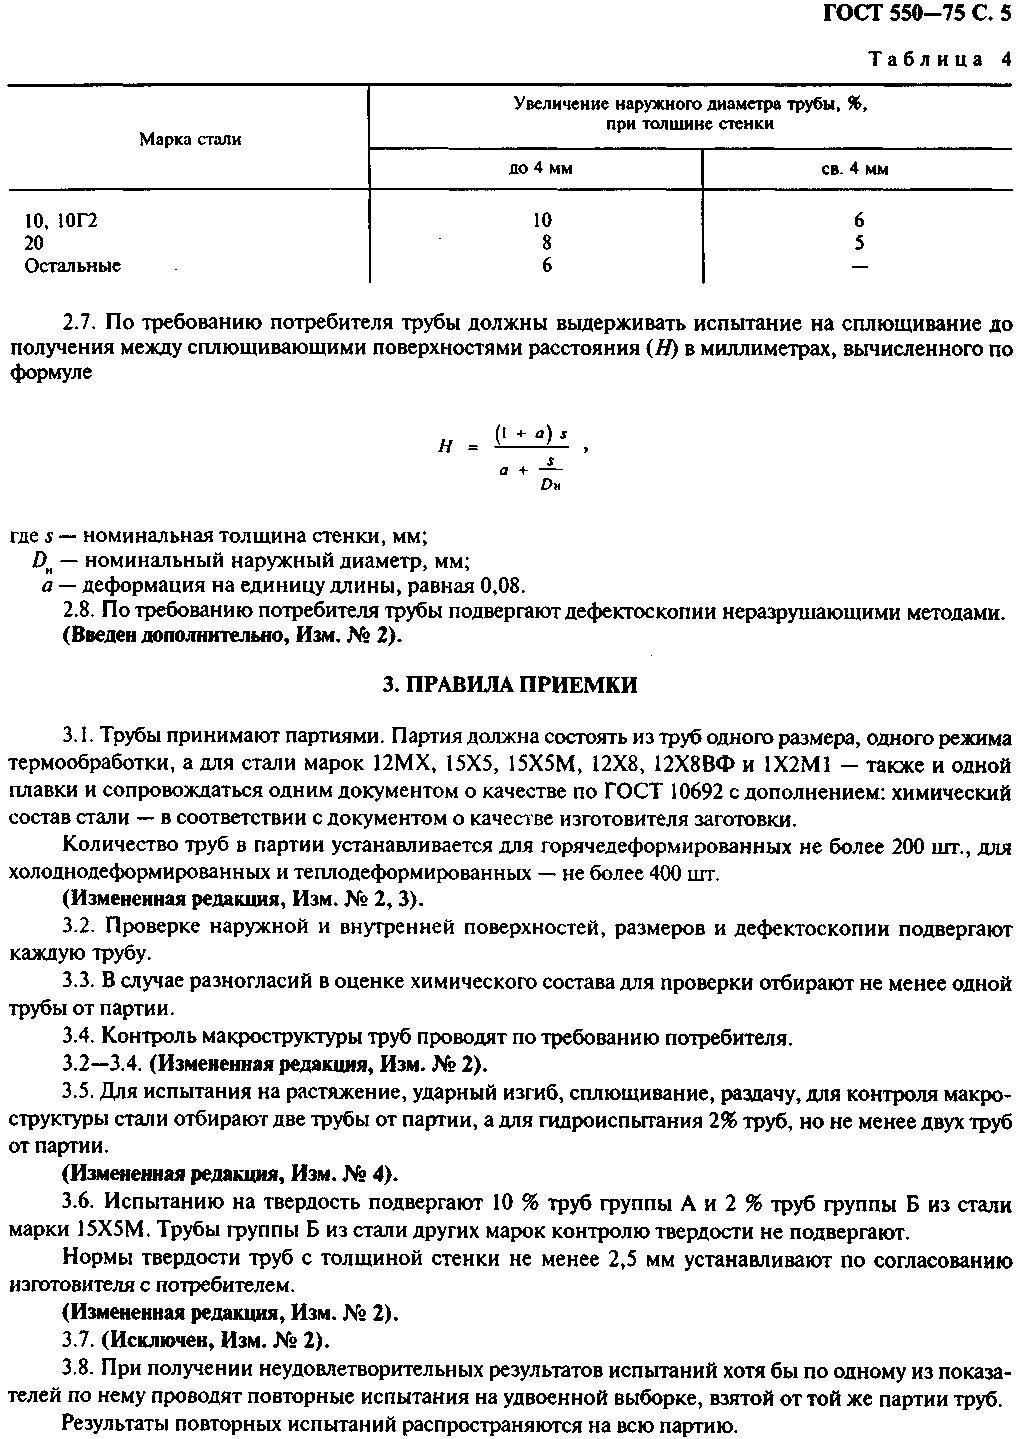 ГОСТ 550—75 С. 5
Таблица 4
Марка стали
Увеличение наружного диаметра трубы, %,
при толщине стенки
до 4 мм
св. 4 мм
10, 10Г2 10 6
20 8 5
Остальные 6 —
2.7. По требованию потребителя трубы должны выдерживать испытание на сплющивание до
получения между сплющивающими поверхностями расстояния (H) в миллиметрах, вычисленного по
формуле
H = (1 + a) s / (a + s/Dн) ,
где s — номинальная толщина стенки, мм;
Dн — номинальный наружный диаметр, мм;
a — деформация на единицу длины, равная 0,08.
2.8. По требованию потребителя трубы подвергают дефектоскопии неразрушающими методами.
(Введен дополнительно, Изм. № 2).
3. ПРАВИЛА ПРИЕМКИ
3.1. Трубы принимают партиями. Партия должна состоять из труб одного размера, одного режима
термообработки, а для стали марок 12МХ, 15Х5, 15Х5М, 12Х8, 12Х8ВФ и 1Х2М1 — также и одной
плавки и сопровождаться одним документом о качестве по ГОСТ 10692 с дополнением: химический
состав стали — в соответствии с документом о качестве изготовителя заготовки.
Количество труб в партии устанавливается для горячедеформированных не более 200 шт., для
холоднодеформированных и теплодеформированных — не более 400 шт.
(Измененная редакция, Изм. № 2, 3).
3.2. Проверке наружной и внутренней поверхностей, размеров и дефектоскопии подвергают
каждую трубу.
3.3. В случае разногласий в оценке химического состава для проверки отбирают не менее одной
трубы от партии.
3.4. Контроль макроструктуры труб проводят по требованию потребителя.
3.2—3.4. (Измененная редакция, Изм. № 2).
3.5. Для испытания на растяжение, ударный изгиб, сплющивание, раздачу, для контроля макро-
структуры стали отбирают две трубы от партии, а для гидроиспытания 2% труб, но не менее двух труб
от партии.
(Измененная редакция, Изм. № 4).
3.6. Испытанию на твердость подвергают 10 % труб группы А и 2 % труб группы Б из стали
марки 15Х5М. Трубы группы Б из стали других марок контролю твердости не подвергают.
Нормы твердости труб с толщиной стенки не менее 2,5 мм устанавливают по согласованию
изготовителя с потребителем.
(Измененная редакция, Изм. № 2).
3.7. (Исключен, Изм. № 2).
3.8. При получении неудовлетворительных результатов испытаний хотя бы по одному из показа-
телей по нему проводят повторные испытания на удвоенной выборке, взятой от той же партии труб.
Результаты повторных испытаний распространяются на всю партию.